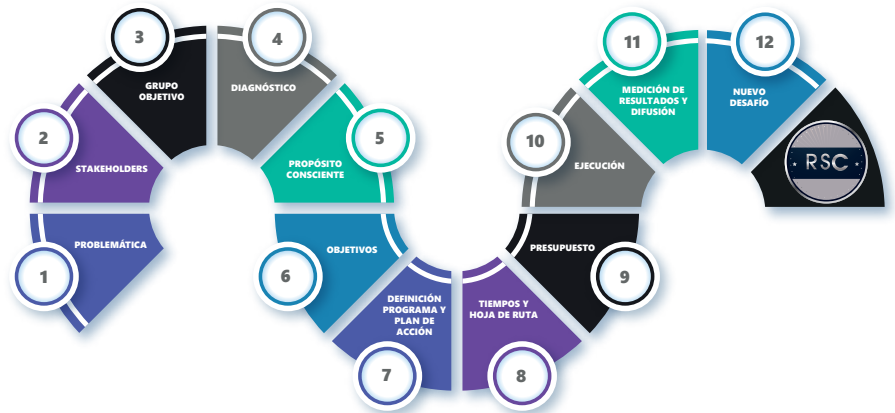 1
PROBLEMÁTICA
2
STAKEHOLDERS
3
GRUPO
OBJETIVO
4
DIAGNÓSTICO
5
PROPÓSITO
CONSCIENTE
6
OBJETIVOS
7
DEFINICIÓN
PROGRAMA Y
PLAN DE
ACCIÓN
8
TIEMPOS Y
HOJA DE RUTA
9
PRESUPUESTO
10
EJECUCIÓN
11
MEDICIÓN DE
RESULTADOS Y
DIFUSIÓN
12
NUEVO
DESAFÍO
RSC